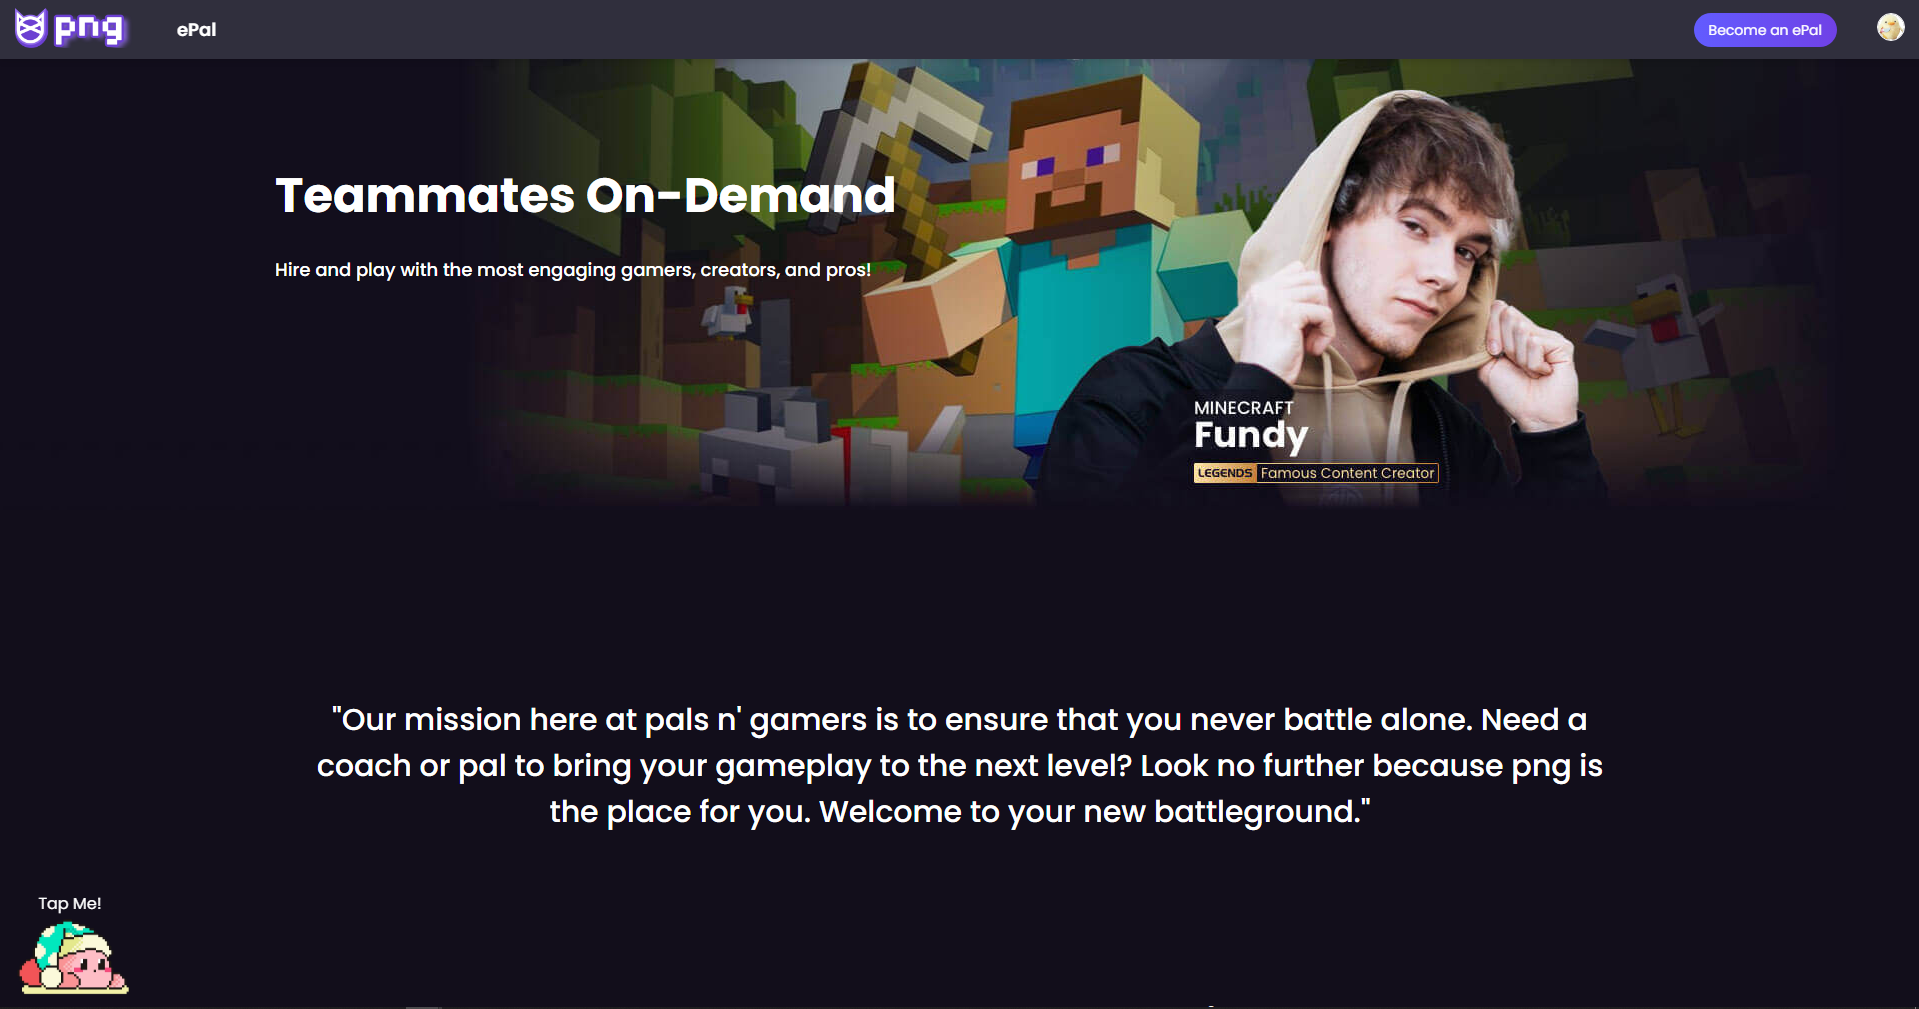 png
ePal
Become an ePal
Teammates On-Demand
Hire and play with the most engaging gamers, creators, and pros!
MINECRAFT
Fundy
LEGENDS Famous Content Creator
"Our mission here at pals n' gamers is to ensure that you never battle alone. Need a
coach or pal to bring your gameplay to the next level? Look no further because png is
the place for you. Welcome to your new battleground."
Tap Me!